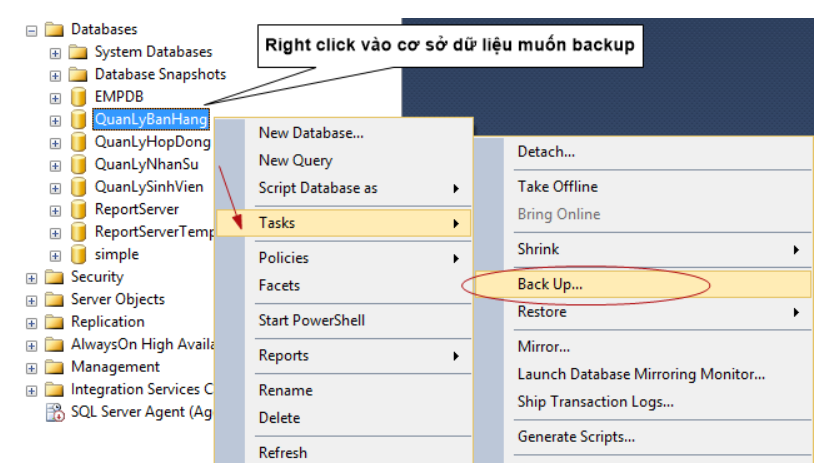 Databases
System Databases
Database Snapshots
EMPDB
QuanLyBanHang
QuanLyHopDong
QuanLyNhanSu
QuanLySinhVien
ReportServer
ReportServerTemp
simple
Security
Server Objects
Replication
AlwaysOn High Availa
Management
Integration Services C
SQL Server Agent (Ag
Right click vào cơ sở dữ liệu muốn backup
New Database...
New Query
Script Database as
Tasks
Policies
Facets
Start PowerShell
Reports
Rename
Delete
Refresh
Detach...
Take Offline
Bring Online
Shrink
Back Up...
Restore
Mirror...
Launch Database Mirroring Monitor...
Ship Transaction Logs...
Generate Scripts...